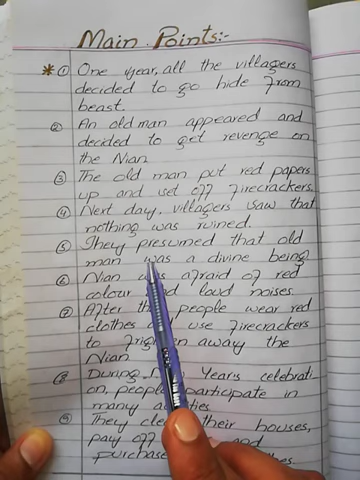 Main Points:-
* ① One year, all the villagers
decided to go hide from
beast.
② An old man appeared and
decided to get revenge on
the Nian
③ The old man put red papers
up and set off firecrackers.
④ Next day, villagers saw that
nothing was ruined.
⑤ They presumed that old
man was a divine being
⑥ Nian was afraid of red
colour and loud noises.
⑦ After the people wear red
clothes use firecrackers
to away the
Nian
⑧ During Year's celebrati
on, people participate in
many
⑨ They their houses,
pay off and
purchase